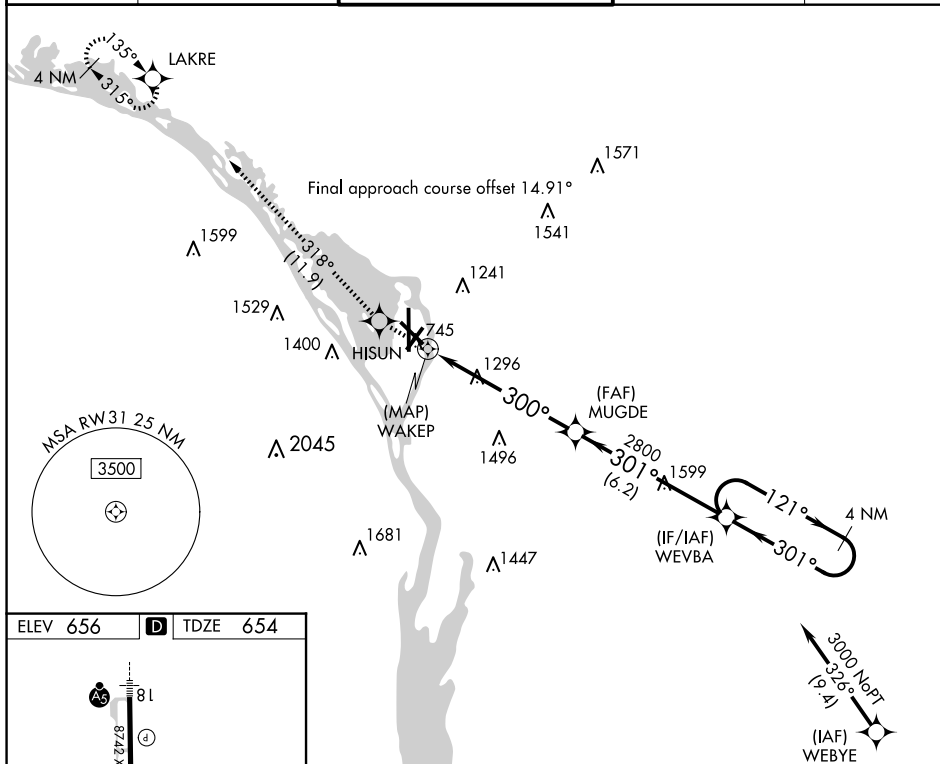 135°
LAKRE
4 NM
315°
1571
Final approach course offset 14.91°
1541
1599
318°
(11.9)
1241
1529
745
1400
HISUN
1296
300°
(FAF)
MUGDE
(MAP)
WAKEP
MSA RW31 25 NM
3500
2045
1496
2800
301°
(6.2)
1599
121°
4 NM
(IF/IAF)
WEVBA
301°
1681
1447
ELEV 656
D
TDZE 654
3000 NoPT
326°
(9.4)
(IAF)
WEBYE
A5
18
P
8742 X